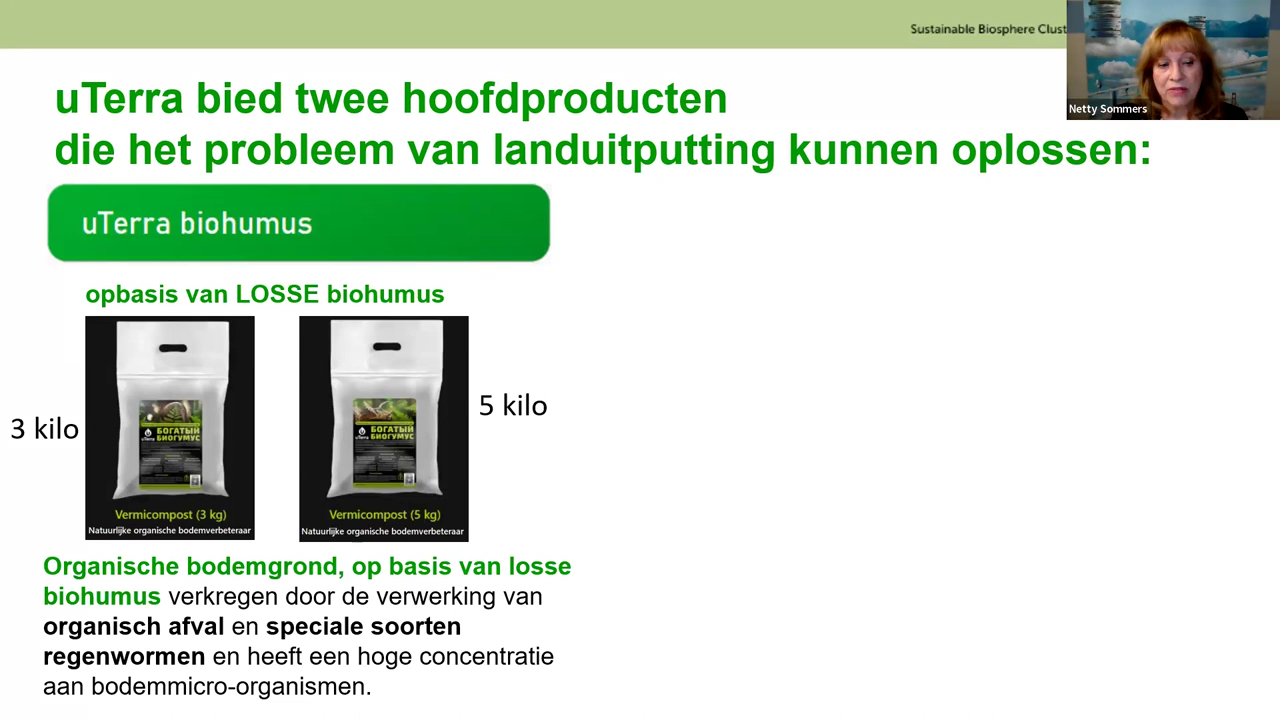 Sustainable Biosphere Clust
Netty Sommers
uTerra bied twee hoofdproducten
die het probleem van landuitputting kunnen oplossen:
uTerra biohumus
opbasis van LOSSE biohumus
3 kilo
uTerra
БОГАТЫЙ
БИОГУМУС
Vermicompost (3 kg)
Natuurlijke organische bodemverbeteraar
uTerra
БОГАТЫЙ
БИОГУМУС
Vermicompost (5 kg)
Natuurlijke organische bodemverbeteraar
5 kilo
Organische bodemgrond, op basis van losse
biohumus verkregen door de verwerking van
organisch afval en speciale soorten
regenwormen en heeft een hoge concentratie
aan bodemmicro-organismen.